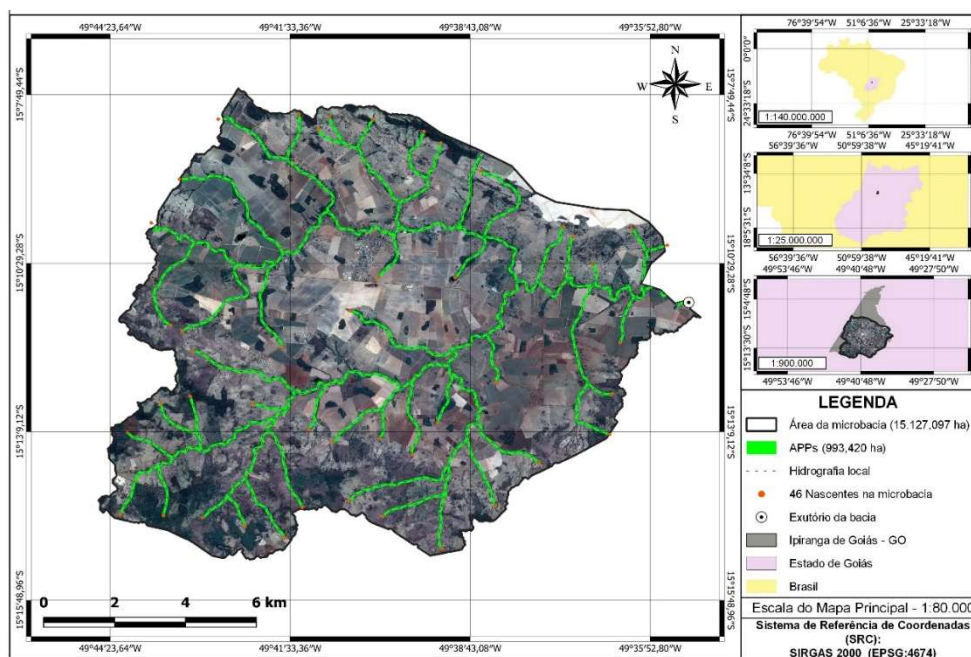 49°44'23,64"W 49°41'33,36"W 49°38'43,08"W 49°35'52,80"W
15°7'49,44"S 15°7'49,44"S
15°10'29,28"S 15°10'29,28"S
15°13'9,12"S 15°13'9,12"S
15°15'48,96"S 15°15'48,96"S
N
W E
S
0 2 4 6 km
49°44'23,64"W 49°41'33,36"W 49°38'43,08"W 49°35'52,80"W
76°39'54"W 51°6'36"W 25°33'18"W
0°0'0"
24°33'18"S
1:140.000.000
76°39'54"W 51°6'36"W 25°33'18"W
56°39'36"W 50°59'38"W 45°19'41"W
13°34'8"S
18°5'31"S
1:25.000.000
56°39'36"W 50°59'38"W 45°19'41"W
49°53'46"W 49°40'48"W 49°27'50"W
15°4'48"S
15°13'30"S
1:900.000
49°53'46"W 49°40'48"W 49°27'50"W
LEGENDA
Área da microbacia (15.127,097 ha)
APPs (993,420 ha)
Hidrografia local
46 Nascentes na microbacia
Exutório da bacia
Ipiranga de Goiás - GO
Estado de Goiás
Brasil
Escala do Mapa Principal - 1:80.000
Sistema de Referência de Coordenadas
(SRC):
SIRGAS 2000 (EPSG:4674)